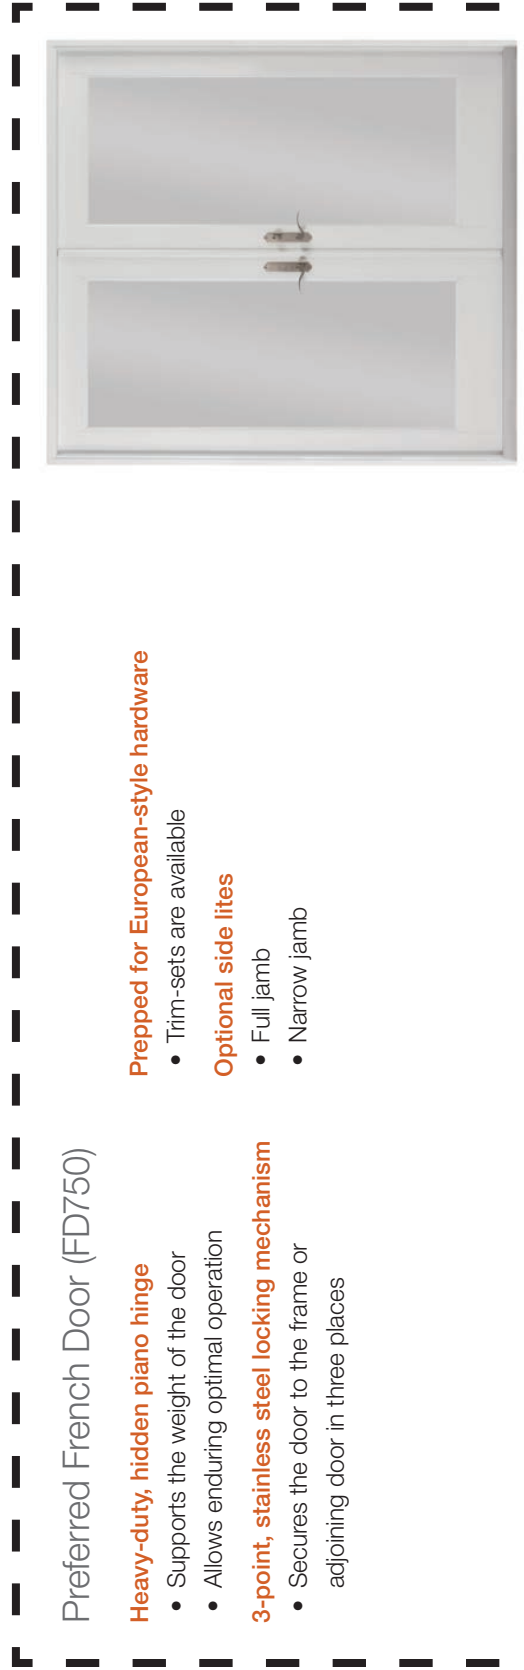 Preferred French Door (FD750)
Heavy-duty, hidden piano hinge
• Supports the weight of the door
• Allows enduring optimal operation
3-point, stainless steel locking mechanism
• Secures the door to the frame or
adjoining door in three places
Prepped for European-style hardware
• Trim-sets are available
Optional side lites
• Full jamb
• Narrow jamb